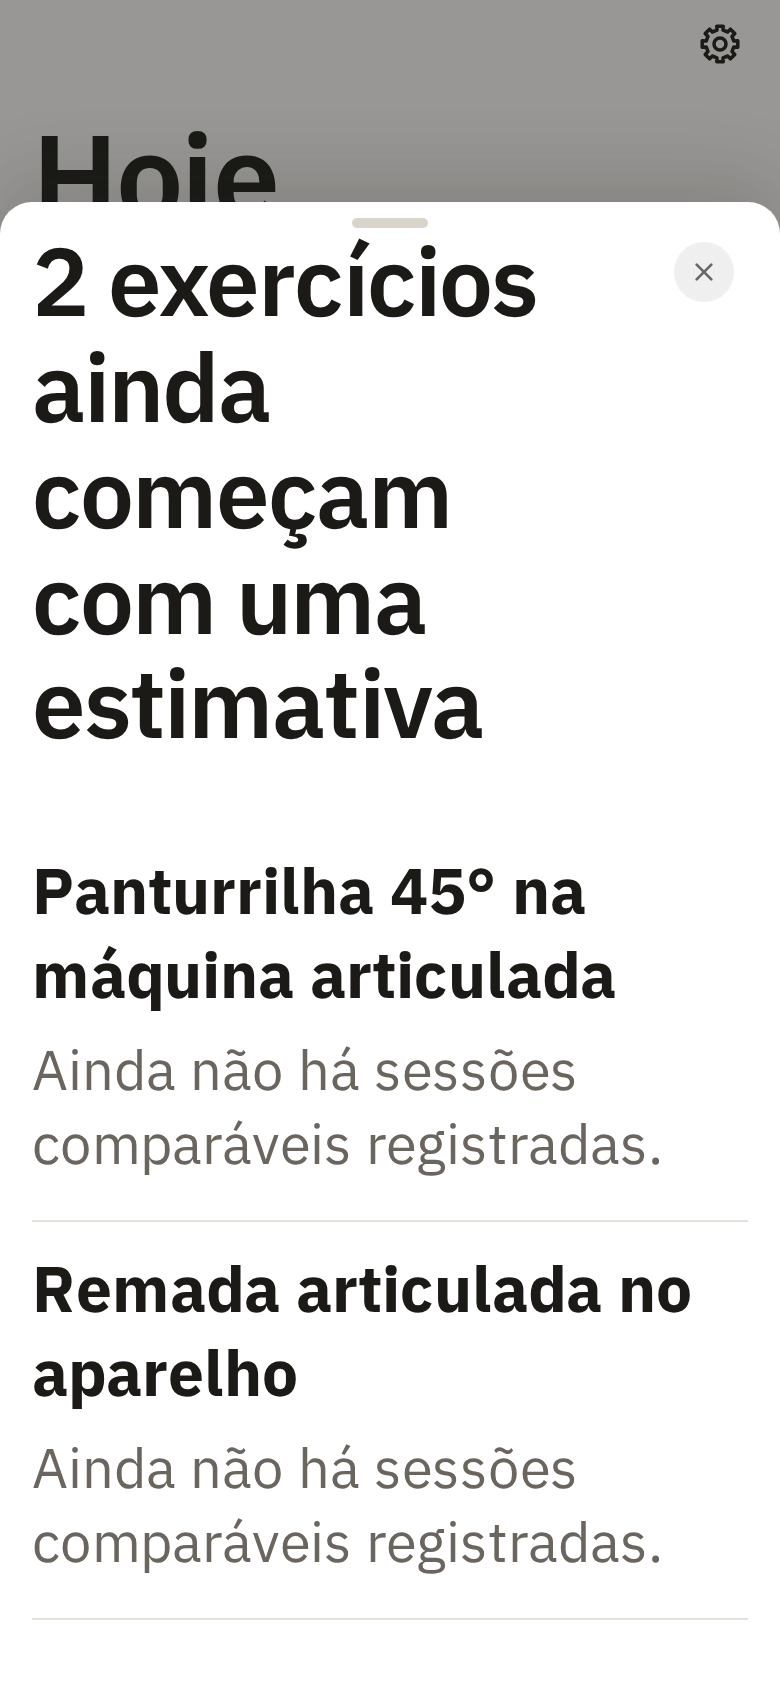 Hoje
2 exercícios
ainda
começam
com uma
estimativa
Panturrilha 45° na
máquina articulada
Ainda não há sessões
comparáveis registradas.
Remada articulada no
aparelho
Ainda não há sessões
comparáveis registradas.